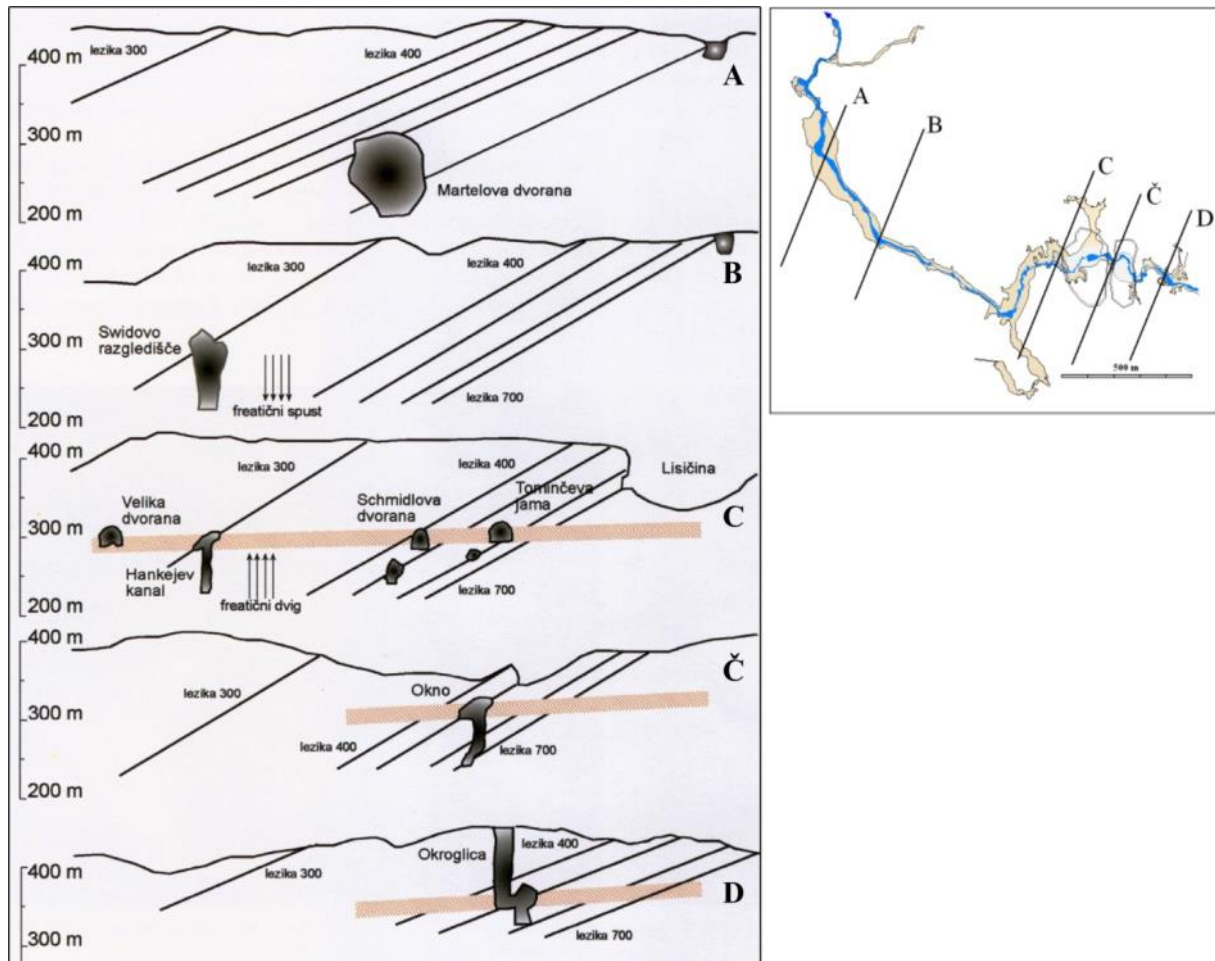 lezika 300
lezika 400
400 m
A
300 m
Martelova dvorana
200 m
400 m
lezika 300
lezika 400
B
Swidovo
razgledišče
300 m
freatični spust
lezika 700
200 m
400 m
lezika 300
lezika 400
Lisičina
Velika
dvorana
Schmidlova
dvorana
Tominčeva
jama
C
300 m
Hankejev
kanal
freatični dvig
lezika 700
200 m
400 m
Č
lezika 300
Okno
300 m
lezika 400
lezika 700
200 m
Okroglica
lezika 400
400 m
lezika 300
D
lezika 700
300 m
A
B
C
Č
D
500 m